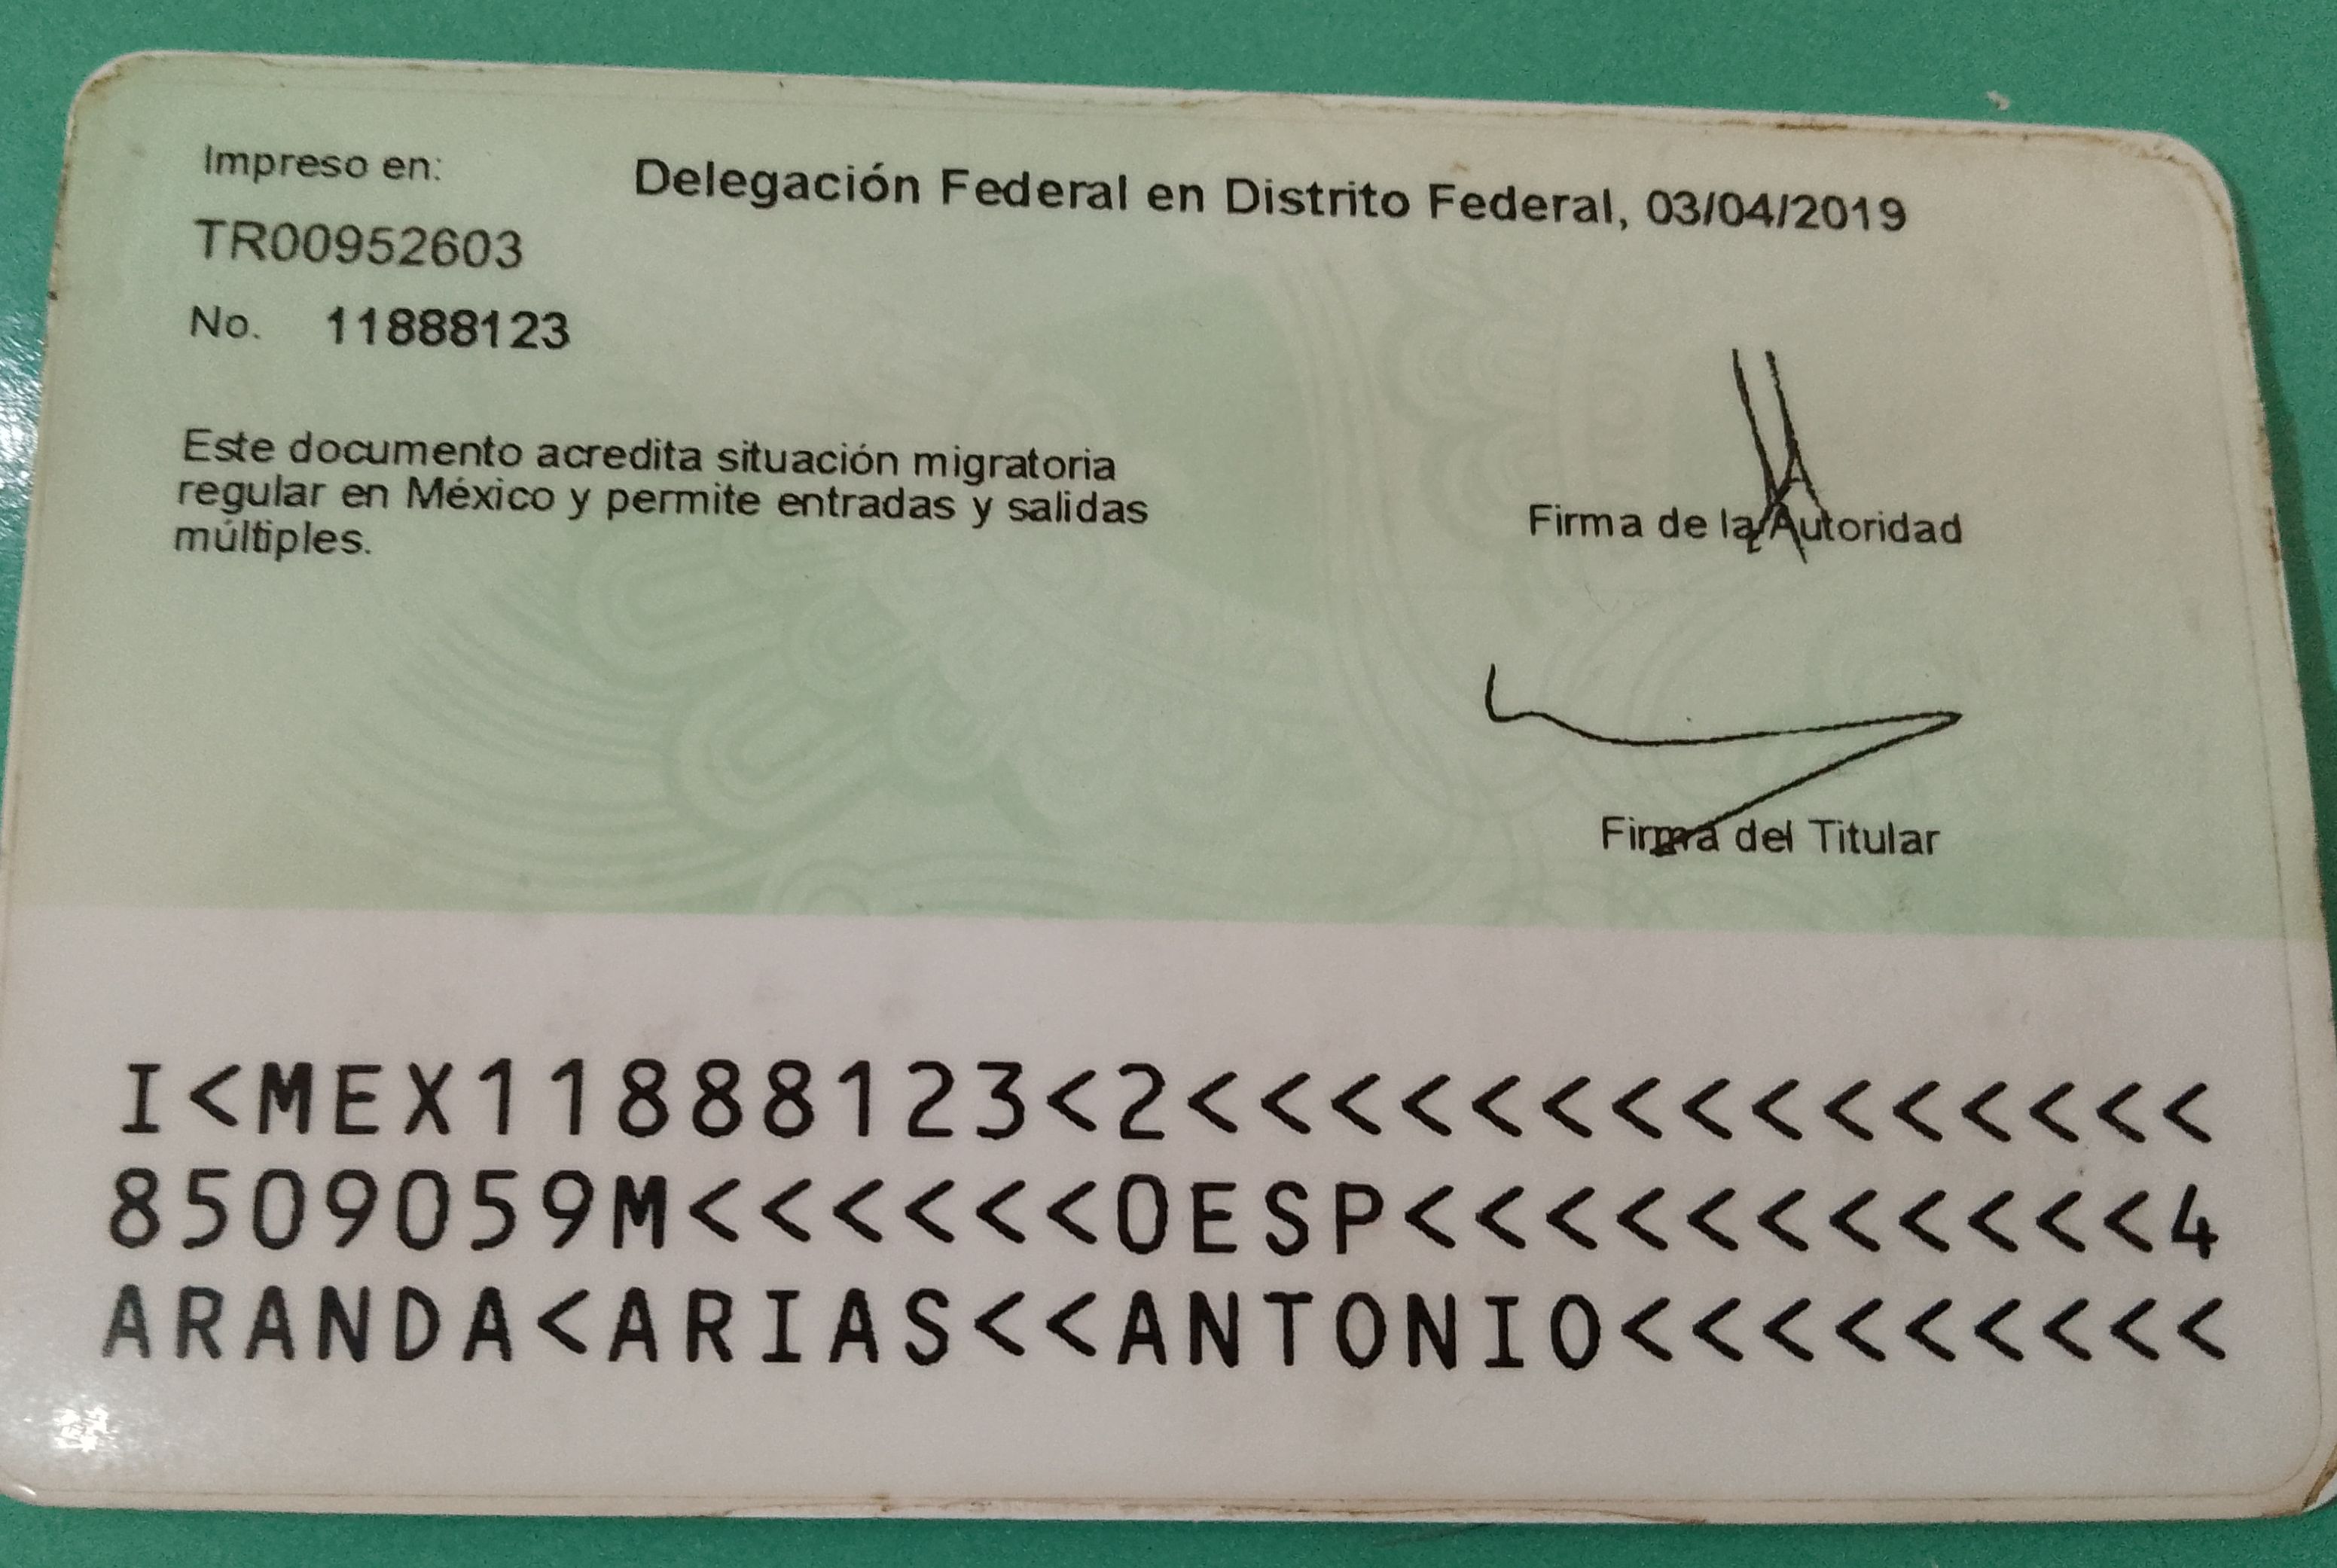 Impreso en: Delegación Federal en Distrito Federal, 03/04/2019
TR00952603
No. 11888123
Este documento acredita situación migratoria
regular en México y permite entradas y salidas
múltiples.
Firma de la Autoridad
Firma del Titular
I<MEX11888123<2<<<<<<<<<<<<<<<
8509059M<<<<<<0ESP<<<<<<<<<<<4
ARANDA<ARIAS<<ANTONIO<<<<<<<<<